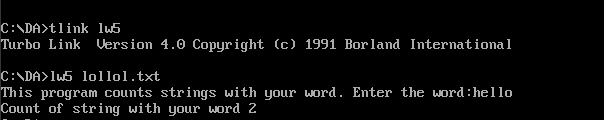 C:\DA>tlink lw5
Turbo Link  Version 4.0 Copyright (c) 1991 Borland International
C:\DA>lw5 lollol.txt
This program counts strings with your word. Enter the word:hello
Count of string with your word 2